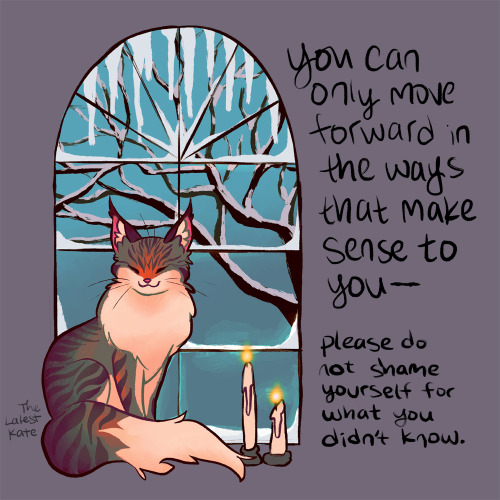 you can
only move
forward in
the ways
that make
sense to
you—
please do
not shame
yourself for
what you
didn't know.
The
Latest
Kate